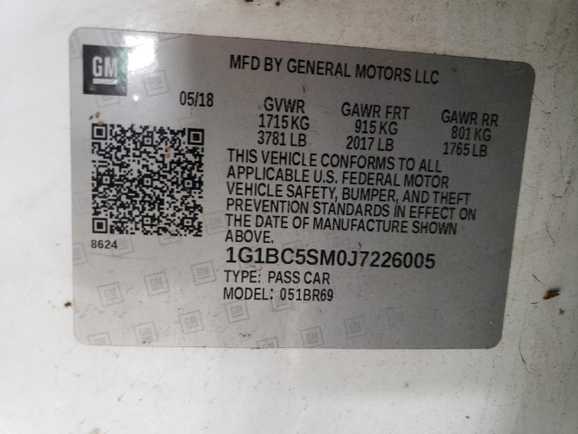 GM
MFD BY GENERAL MOTORS LLC
05/18
GVWR GAWR FRT GAWR RR
1715 KG 915 KG 801 KG
3781 LB 2017 LB 1765 LB
THIS VEHICLE CONFORMS TO ALL
APPLICABLE U.S. FEDERAL MOTOR
VEHICLE SAFETY, BUMPER, AND THEFT
PREVENTION STANDARDS IN EFFECT ON
THE DATE OF MANUFACTURE SHOWN
ABOVE.
8624
1G1BC5SM0J7226005
TYPE: PASS CAR
MODEL: 051BR69